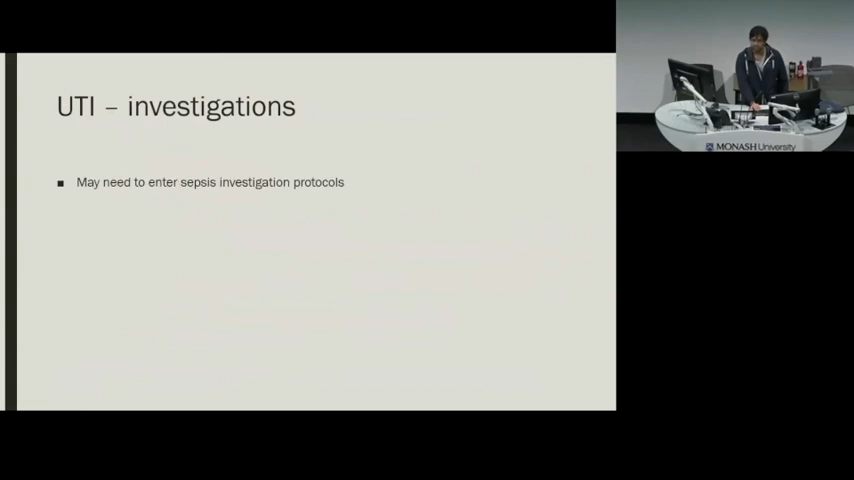 UTI – investigations
■ May need to enter sepsis investigation protocols
MONASH University